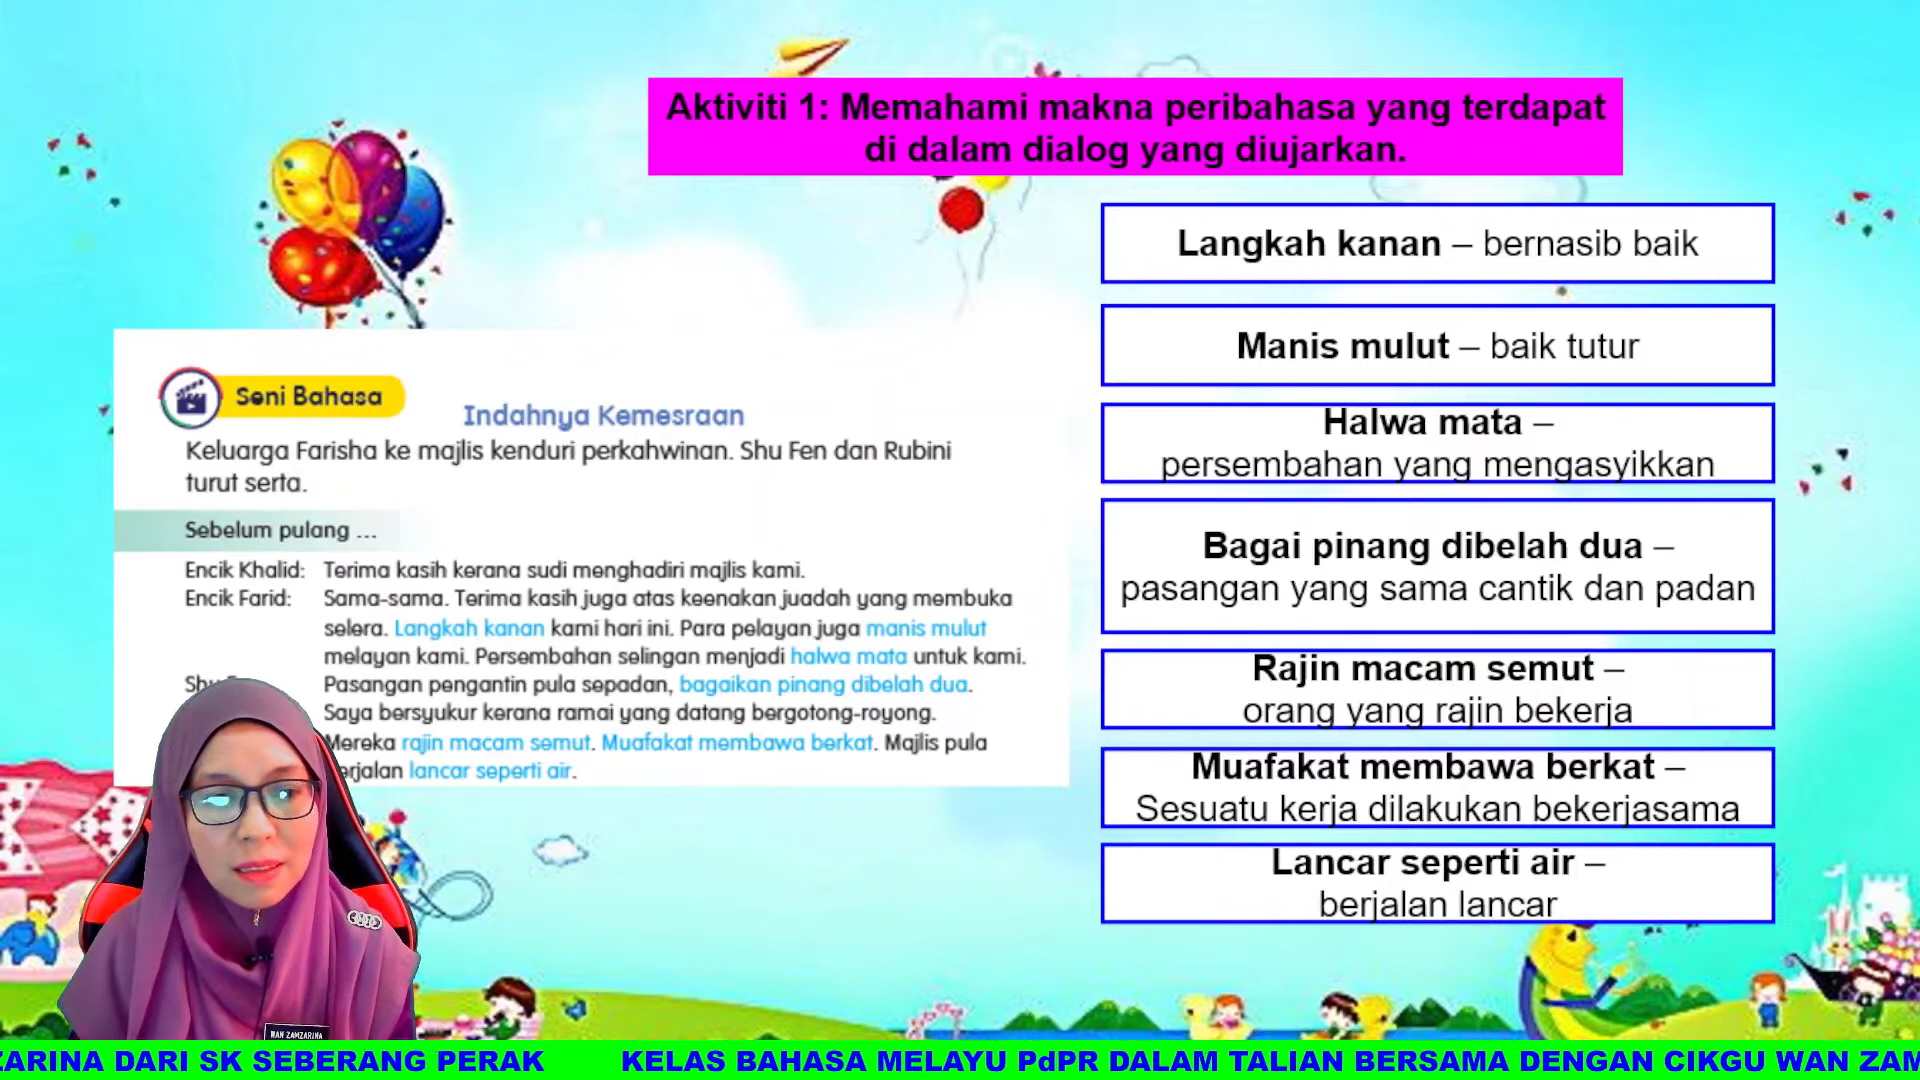 Aktiviti 1: Memahami makna peribahasa yang terdapat
di dalam dialog yang diujarkan.
Seni Bahasa
Indahnya Kemesraan
Keluarga Farisha ke majlis kenduri perkahwinan. Shu Fen dan Rubini
turut serta.
Sebelum pulang ...
Encik Khalid: Terima kasih kerana sudi menghadiri majlis kami.
Encik Farid: Sama-sama. Terima kasih juga atas keenakan juadah yang membuka
selera. Langkah kanan kami hari ini. Para pelayan juga manis mulut
melayan kami. Persembahan selingan menjadi halwa mata untuk kami.
Pasangan pengantin pula sepadan, bagaikan pinang dibelah dua.
Saya bersyukur kerana ramai yang datang bergotong-royong.
Mereka rajin macam semut. Muafakat membawa berkat. Majlis pula
erjalan lancar seperti air.
Langkah kanan – bernasib baik
Manis mulut – baik tutur
Halwa mata –
persembahan yang mengasyikkan
Bagai pinang dibelah dua –
pasangan yang sama cantik dan padan
Rajin macam semut –
orang yang rajin bekerja
Muafakat membawa berkat –
Sesuatu kerja dilakukan bekerjasama
Lancar seperti air –
berjalan lancar
WAN ZAMZARINA
ZARINA DARI SK SEBERANG PERAK KELAS BAHASA MELAYU PdPR DALAM TALIAN BERSAMA DENGAN CIKGU WAN ZAM